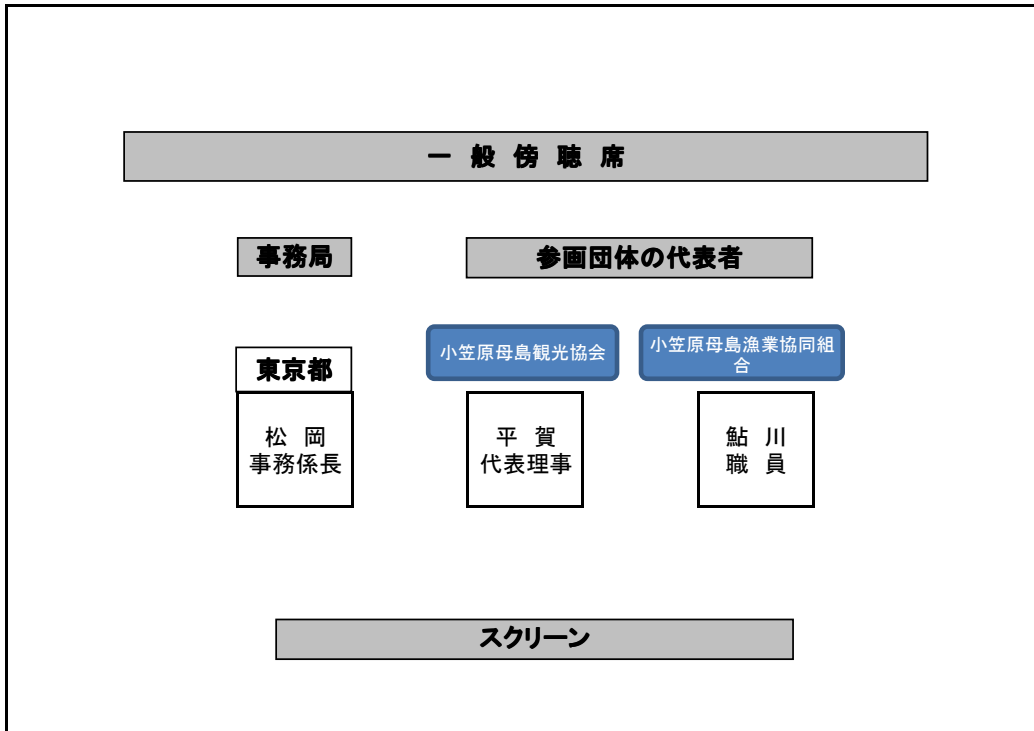 一 般 傍 聴 席
事務局
参画団体の代表者
小笠原母島観光協会
小笠原母島漁業協同組
合
東京都
松 岡
事務係長
平 賀
代表理事
鮎 川
職 員
スクリーン